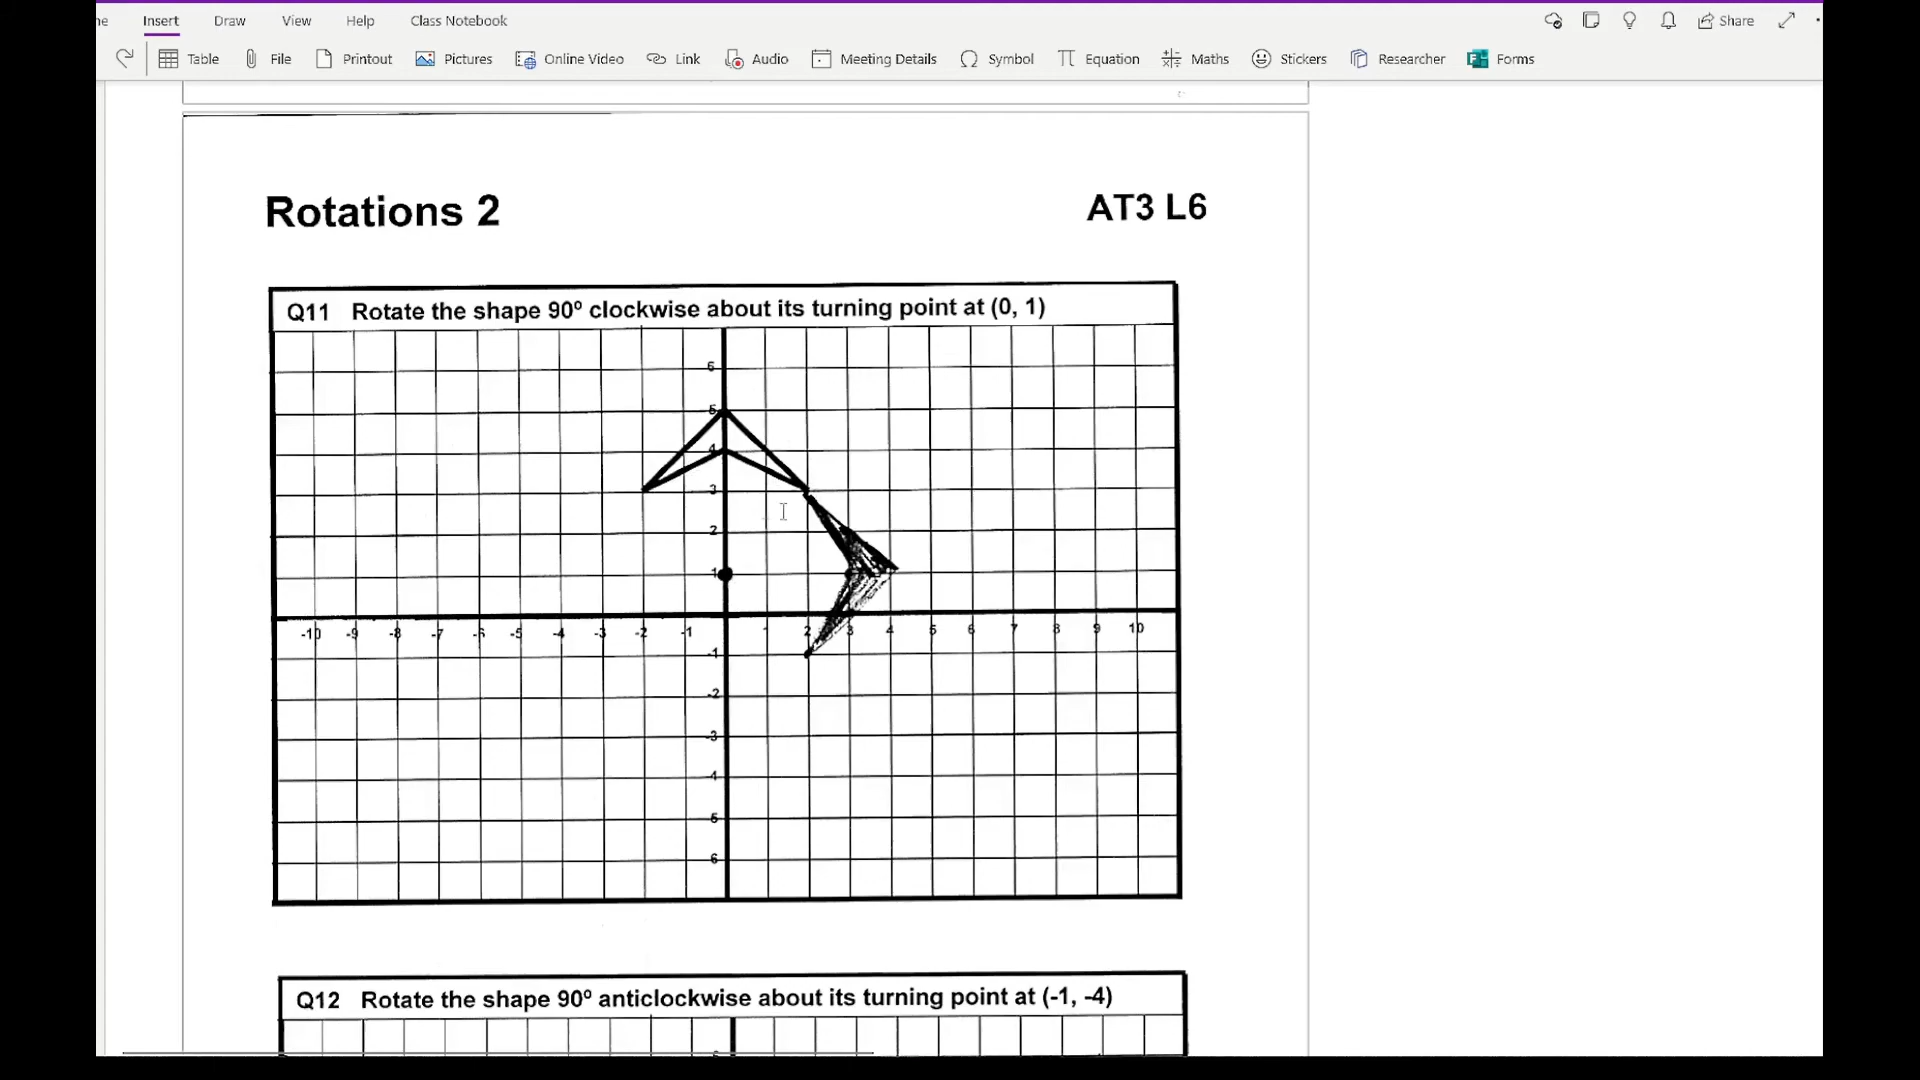 ne Insert Draw View Help Class Notebook Share
Table File Printout Pictures Online Video Link Audio Meeting Details Symbol Equation Maths Stickers Researcher Forms
Rotations 2 AT3 L6
Q11 Rotate the shape 90º clockwise about its turning point at (0, 1)
6
5
4
3
2
1
-10 -9 -8 -7 -6 -5 -4 -3 -2 -1 1 2 3 4 5 6 7 8 9 10
-1
-2
-3
-4
-5
-6
Q12 Rotate the shape 90º anticlockwise about its turning point at (-1, -4)